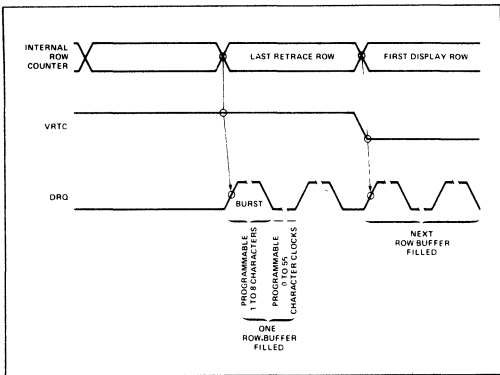 INTERNAL
ROW
COUNTER
LAST RETRACE ROW
FIRST DISPLAY ROW
VRTC
DRQ
BURST
PROGRAMMABLE
1 TO 8 CHARACTERS
PROGRAMMABLE
0 TO 55
CHARACTER CLOCKS
ONE
ROW BUFFER
FILLED
NEXT
ROW BUFFER
FILLED